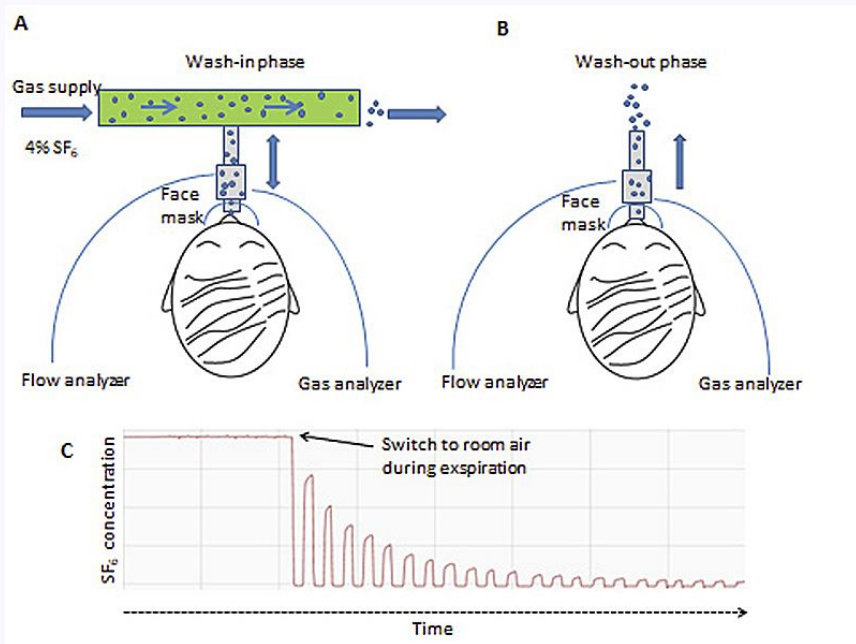 A
Wash-in phase
Gas supply
4% SF₆
Face
mask
Flow analyzer
Gas analyzer
B
Wash-out phase
Face
mask
Flow analyzer
Gas analyzer
C
Switch to room air
during exspiration
SF₆ concentration
Time